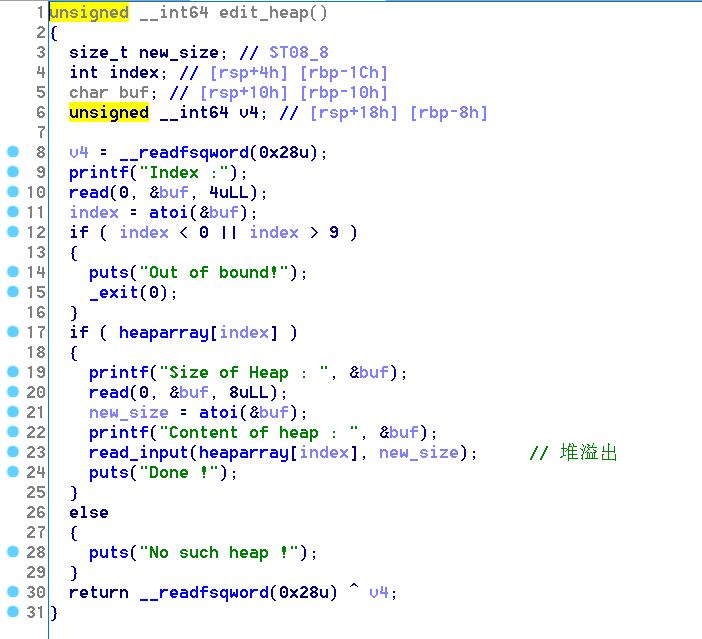 1 unsigned __int64 edit_heap()
2 {
3 size_t new_size; // ST08_8
4 int index; // [rsp+4h] [rbp-1Ch]
5 char buf; // [rsp+10h] [rbp-10h]
6 unsigned __int64 v4; // [rsp+18h] [rbp-8h]
7
8 v4 = __readfsqword(0x28u);
9 printf("Index :");
10 read(0, &buf, 4uLL);
11 index = atoi(&buf);
12 if ( index < 0 || index > 9 )
13 {
14 puts("Out of bound!");
15 _exit(0);
16 }
17 if ( heaparray[index] )
18 {
19 printf("Size of Heap : ", &buf);
20 read(0, &buf, 8uLL);
21 new_size = atoi(&buf);
22 printf("Content of heap : ", &buf);
23 read_input(heaparray[index], new_size); // 堆溢出
24 puts("Done !");
25 }
26 else
27 {
28 puts("No such heap !");
29 }
30 return __readfsqword(0x28u) ^ v4;
31 }